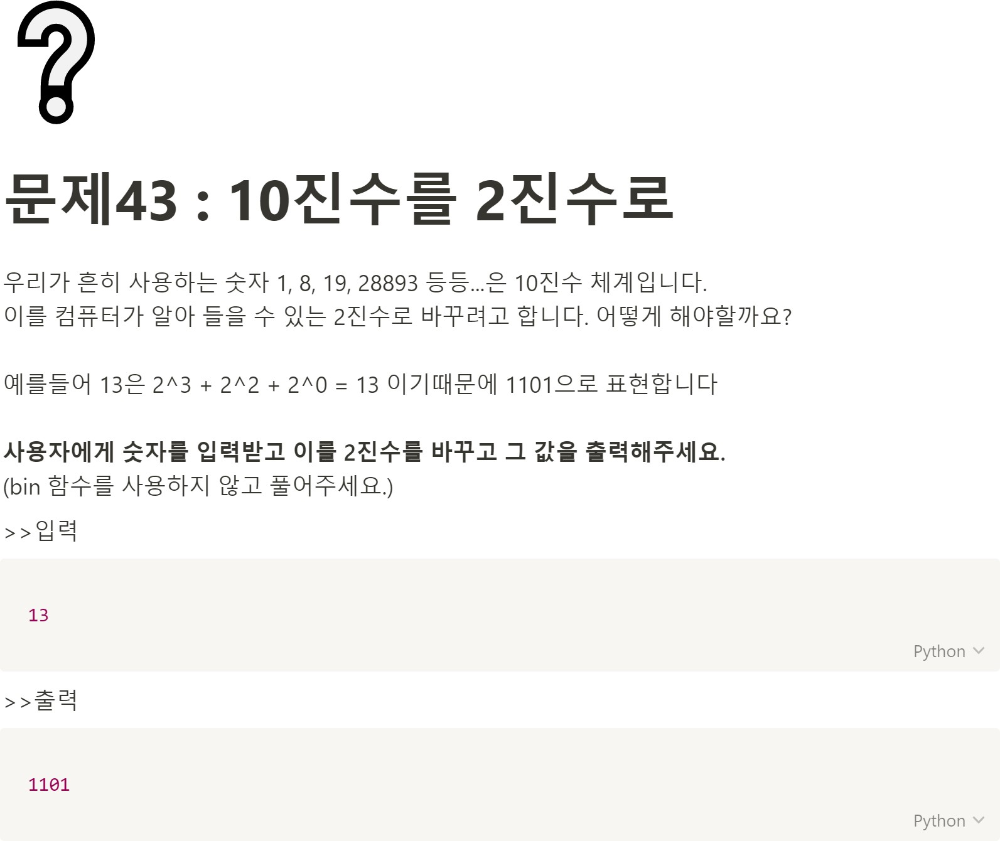 문제43 : 10진수를 2진수로
우리가 흔히 사용하는 숫자 1, 8, 19, 28893 등등...은 10진수 체계입니다.
이를 컴퓨터가 알아 들을 수 있는 2진수로 바꾸려고 합니다. 어떻게 해야할까요?
예를들어 13은 2^3 + 2^2 + 2^0 = 13 이기때문에 1101으로 표현합니다
사용자에게 숫자를 입력받고 이를 2진수를 바꾸고 그 값을 출력해주세요.
(bin 함수를 사용하지 않고 풀어주세요.)
>>입력
13
Python
>>출력
1101
Python